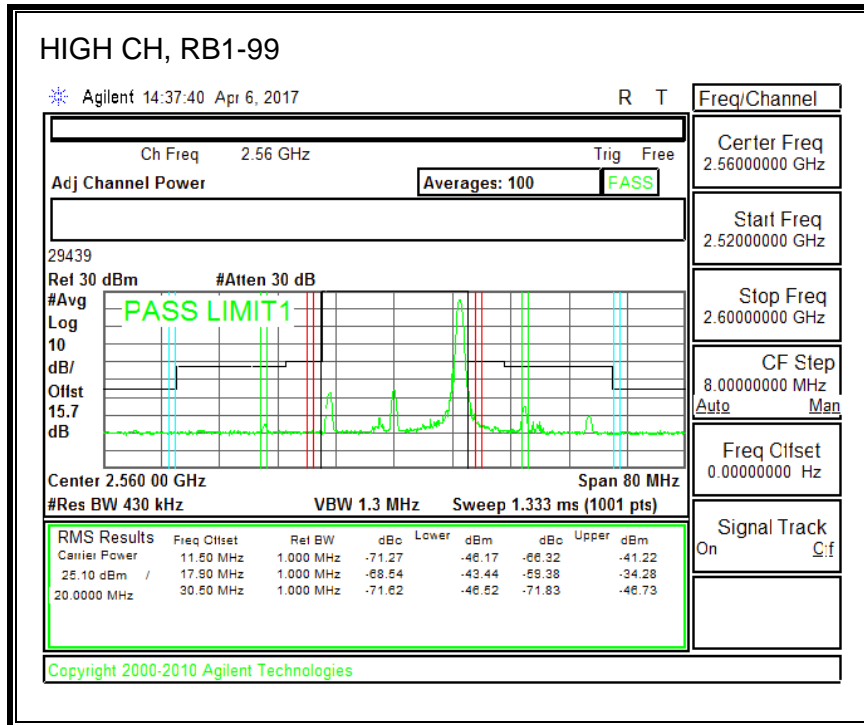 HIGH CH, RB1-99
Agilent 14:37:40 Apr 6, 2017 R T
Freq/Channel
Ch Freq 2.56 GHz Trig Free
Adj Channel Power Averages: 100 PASS
29439
Ref 30 dBm #Atten 30 dB
#Avg
Log
10
dB/
Offst
15.7
dB
PASS LIMIT1
Center 2.560 00 GHz Span 80 MHz
#Res BW 430 kHz VBW 1.3 MHz Sweep 1.333 ms (1001 pts)
RMS Results Freq Offset Ref BW dBc Lower dBm dBc Upper dBm
Carrier Power 11.50 MHz 1.000 MHz -71.27 -46.17 -66.32 -41.22
25.10 dBm / 17.90 MHz 1.000 MHz -68.54 -43.44 -59.38 -34.28
20.0000 MHz 30.50 MHz 1.000 MHz -71.62 -46.52 -71.83 -46.73
Center Freq
2.56000000 GHz
Start Freq
2.52000000 GHz
Stop Freq
2.60000000 GHz
CF Step
8.00000000 MHz
Auto Man
Freq Offset
0.00000000 Hz
Signal Track
On Off
Copyright 2000-2010 Agilent Technologies